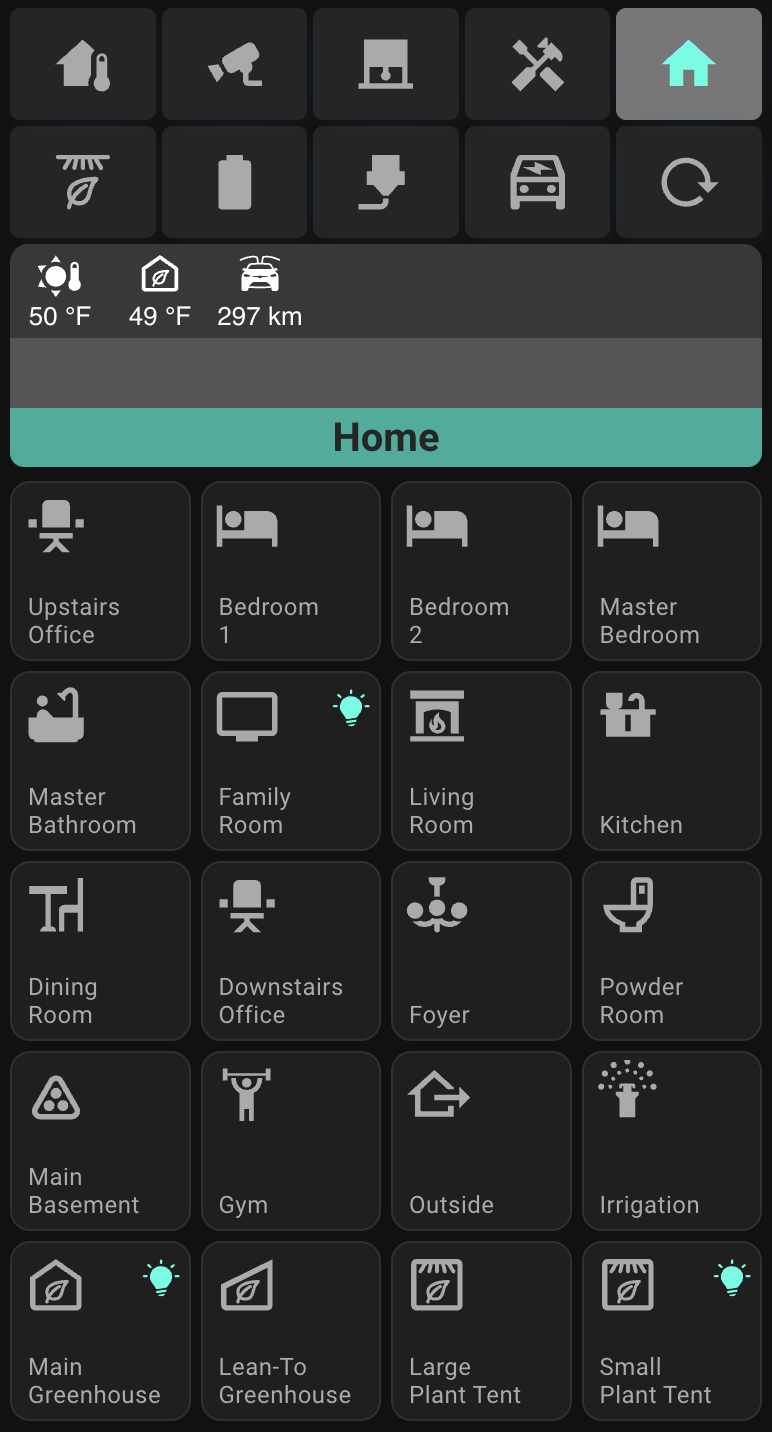 50 °F
49 °F
297 km
Home
Upstairs
Office
Bedroom
1
Bedroom
2
Master
Bedroom
Master
Bathroom
Family
Room
Living
Room
Kitchen
Dining
Room
Downstairs
Office
Foyer
Powder
Room
Main
Basement
Gym
Outside
Irrigation
Main
Greenhouse
Lean-To
Greenhouse
Large
Plant Tent
Small
Plant Tent